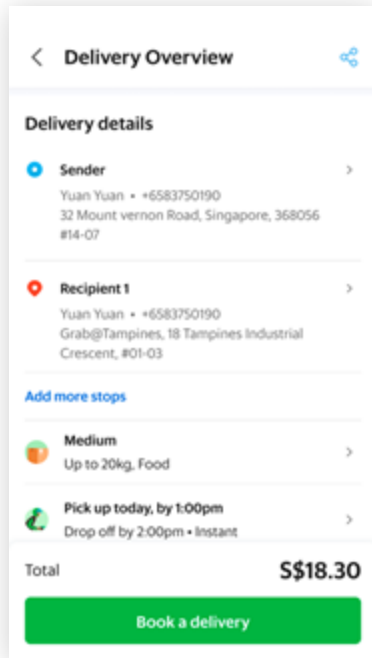 Delivery Overview
Delivery details
Sender
Yuan Yuan • +6583750190
32 Mount vernon Road, Singapore, 368056
#14-07
Recipient 1
Yuan Yuan • +6583750190
Grab@Tampines, 18 Tampines Industrial
Crescent, #01-03
Add more stops
Medium
Up to 20kg, Food
Pick up today, by 1:00pm
Drop off by 2:00pm • Instant
Total S$18.30
Book a delivery